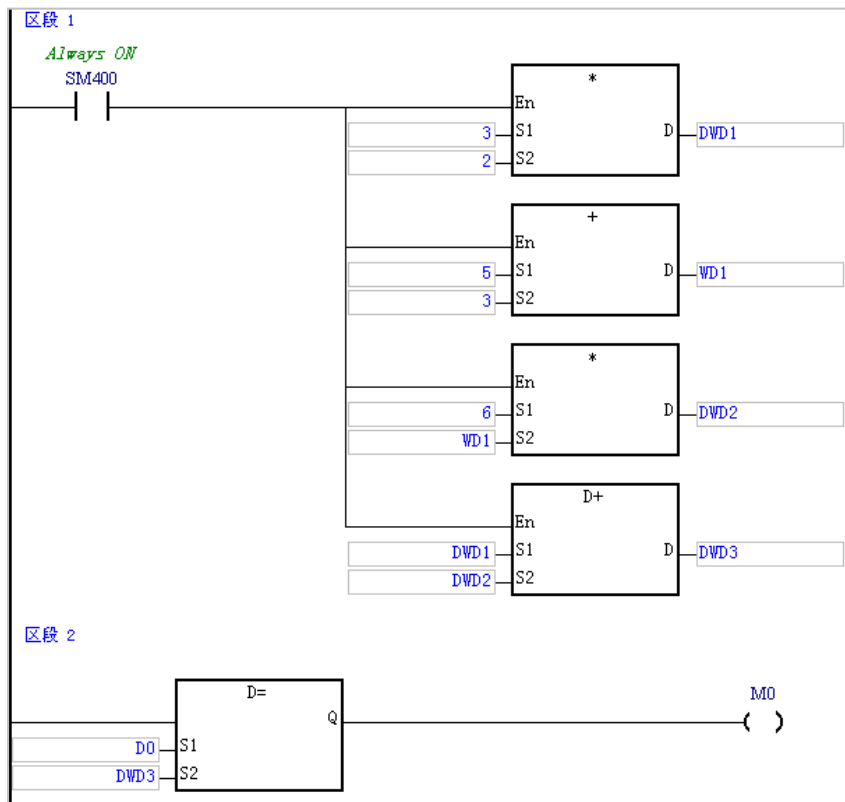 区段 1
Always ON
SM400
*
En
3 S1 D DWD1
2 S2
+
En
5 S1 D WD1
3 S2
*
En
6 S1 D DWD2
WD1 S2
D+
En
DWD1 S1 D DWD3
DWD2 S2
区段 2
D=
M0
Q
( )
D0 S1
DWD3 S2